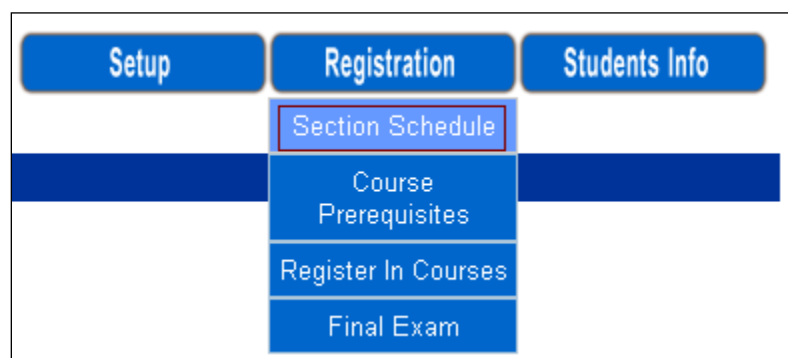 Setup Registration Students Info
Section Schedule
Course
Prerequisites
Register In Courses
Final Exam